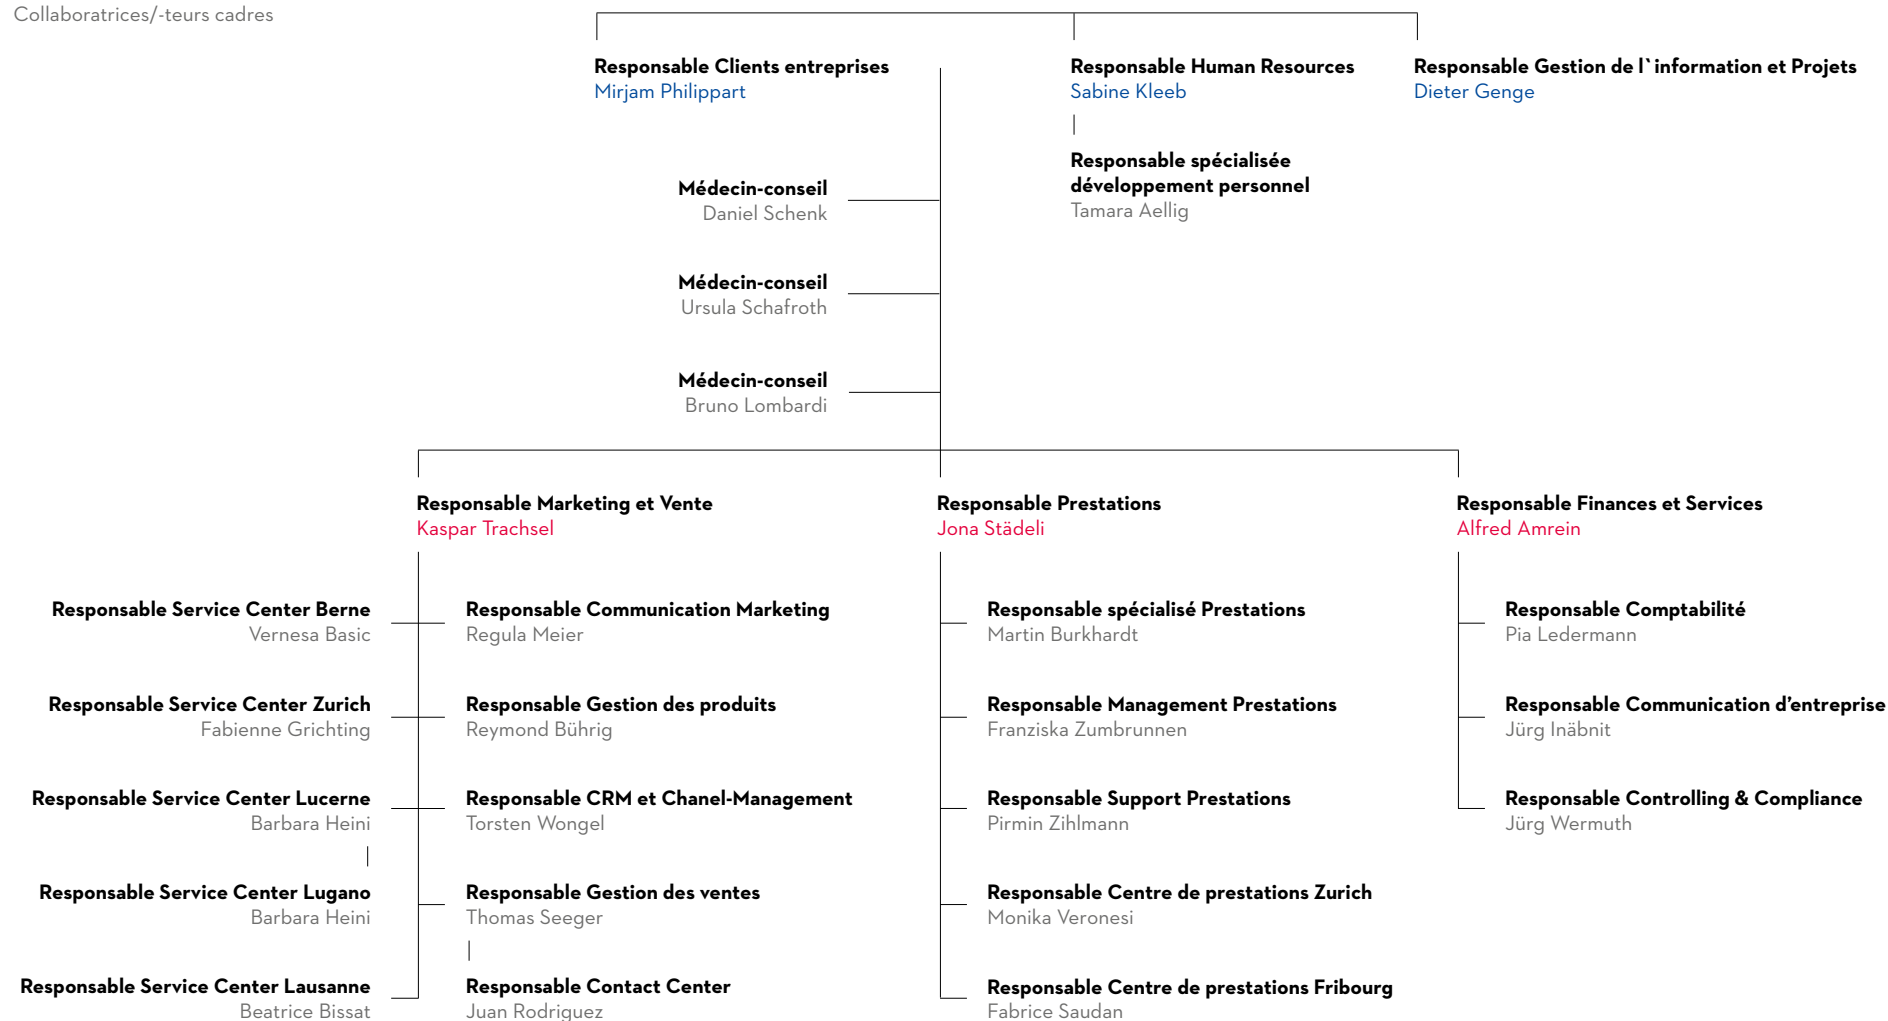 Collaboratrices/-teurs cadres
Responsable Clients entreprises
Mirjam Philippart
Responsable Human Resources
Sabine Kleeb
Responsable Gestion de l`information et Projets
Dieter Genge
Responsable spécialisée
développement personnel
Tamara Aellig
Médecin-conseil
Daniel Schenk
Médecin-conseil
Ursula Schafroth
Médecin-conseil
Bruno Lombardi
Responsable Marketing et Vente
Kaspar Trachsel
Responsable Prestations
Jona Städeli
Responsable Finances et Services
Alfred Amrein
Responsable Service Center Berne
Vernesa Basic
Responsable Service Center Zurich
Fabienne Grichting
Responsable Service Center Lucerne
Barbara Heini
Responsable Service Center Lugano
Barbara Heini
Responsable Service Center Lausanne
Beatrice Bissat
Responsable Communication Marketing
Regula Meier
Responsable Gestion des produits
Reymond Bührig
Responsable CRM et Chanel-Management
Torsten Wongel
Responsable Gestion des ventes
Thomas Seeger
Responsable Contact Center
Juan Rodriguez
Responsable spécialisé Prestations
Martin Burkhardt
Responsable Management Prestations
Franziska Zumbrunnen
Responsable Support Prestations
Pirmin Zihlmann
Responsable Centre de prestations Zurich
Monika Veronesi
Responsable Centre de prestations Fribourg
Fabrice Saudan
Responsable Comptabilité
Pia Ledermann
Responsable Communication d'entreprise
Jürg Inäbnit
Responsable Controlling & Compliance
Jürg Wermuth